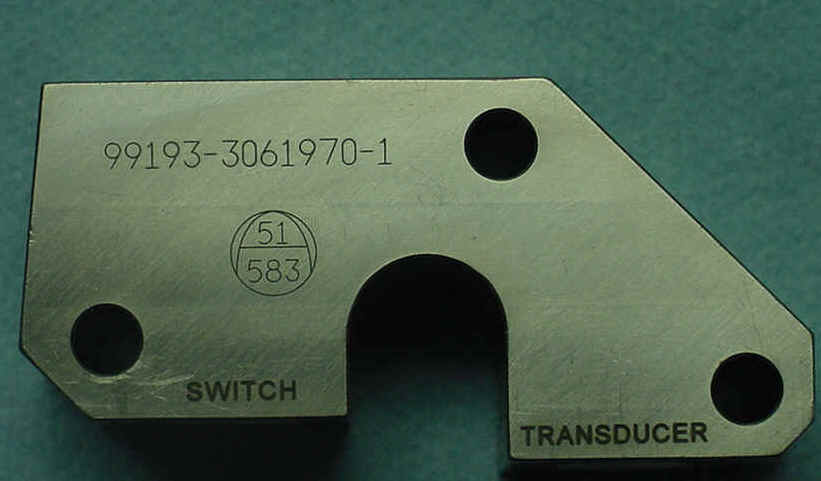 99193-3061970-1
51
583
SWITCH
TRANSDUCER